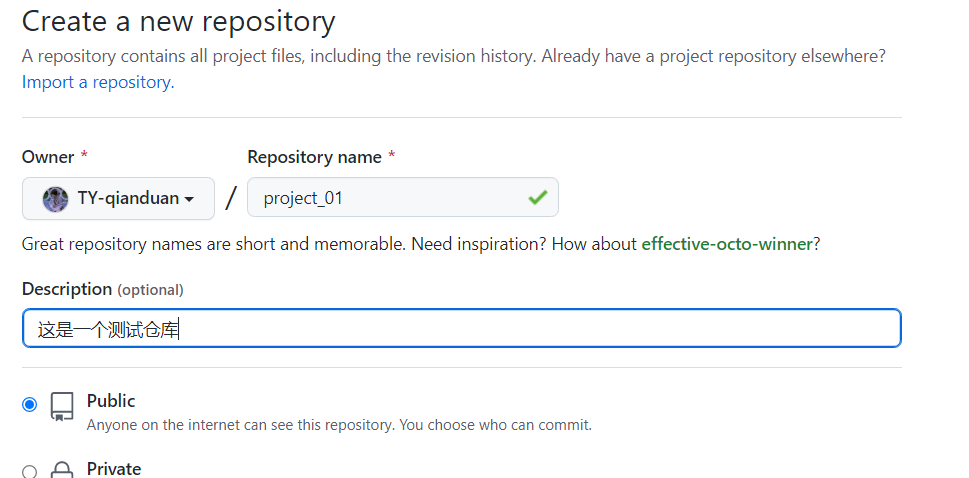 Create a new repository
A repository contains all project files, including the revision history. Already have a project repository elsewhere?
Import a repository.
Owner * Repository name *
TY-qianduan / project_01
Great repository names are short and memorable. Need inspiration? How about effective-octo-winner?
Description (optional)
这是一个测试仓库
Public
Anyone on the internet can see this repository. You choose who can commit.
Private